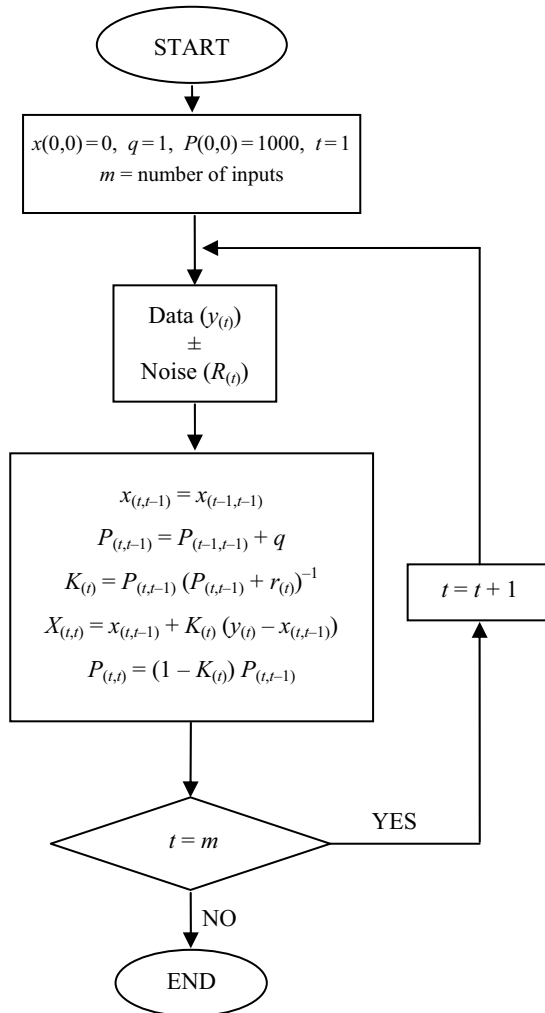 START
x(0,0) = 0, q = 1, P(0,0) = 1000, t = 1
m = number of inputs
Data (y(t))
±
Noise (R(t))
x(t,t–1) = x(t–1,t–1)
P(t,t–1) = P(t–1,t–1) + q
K(t) = P(t,t–1) (P(t,t–1) + r(t))–1
X(t,t) = x(t,t–1) + K(t) (y(t) – x(t,t–1))
P(t,t) = (1 – K(t)) P(t,t–1)
t = t + 1
t = m
YES
NO
END